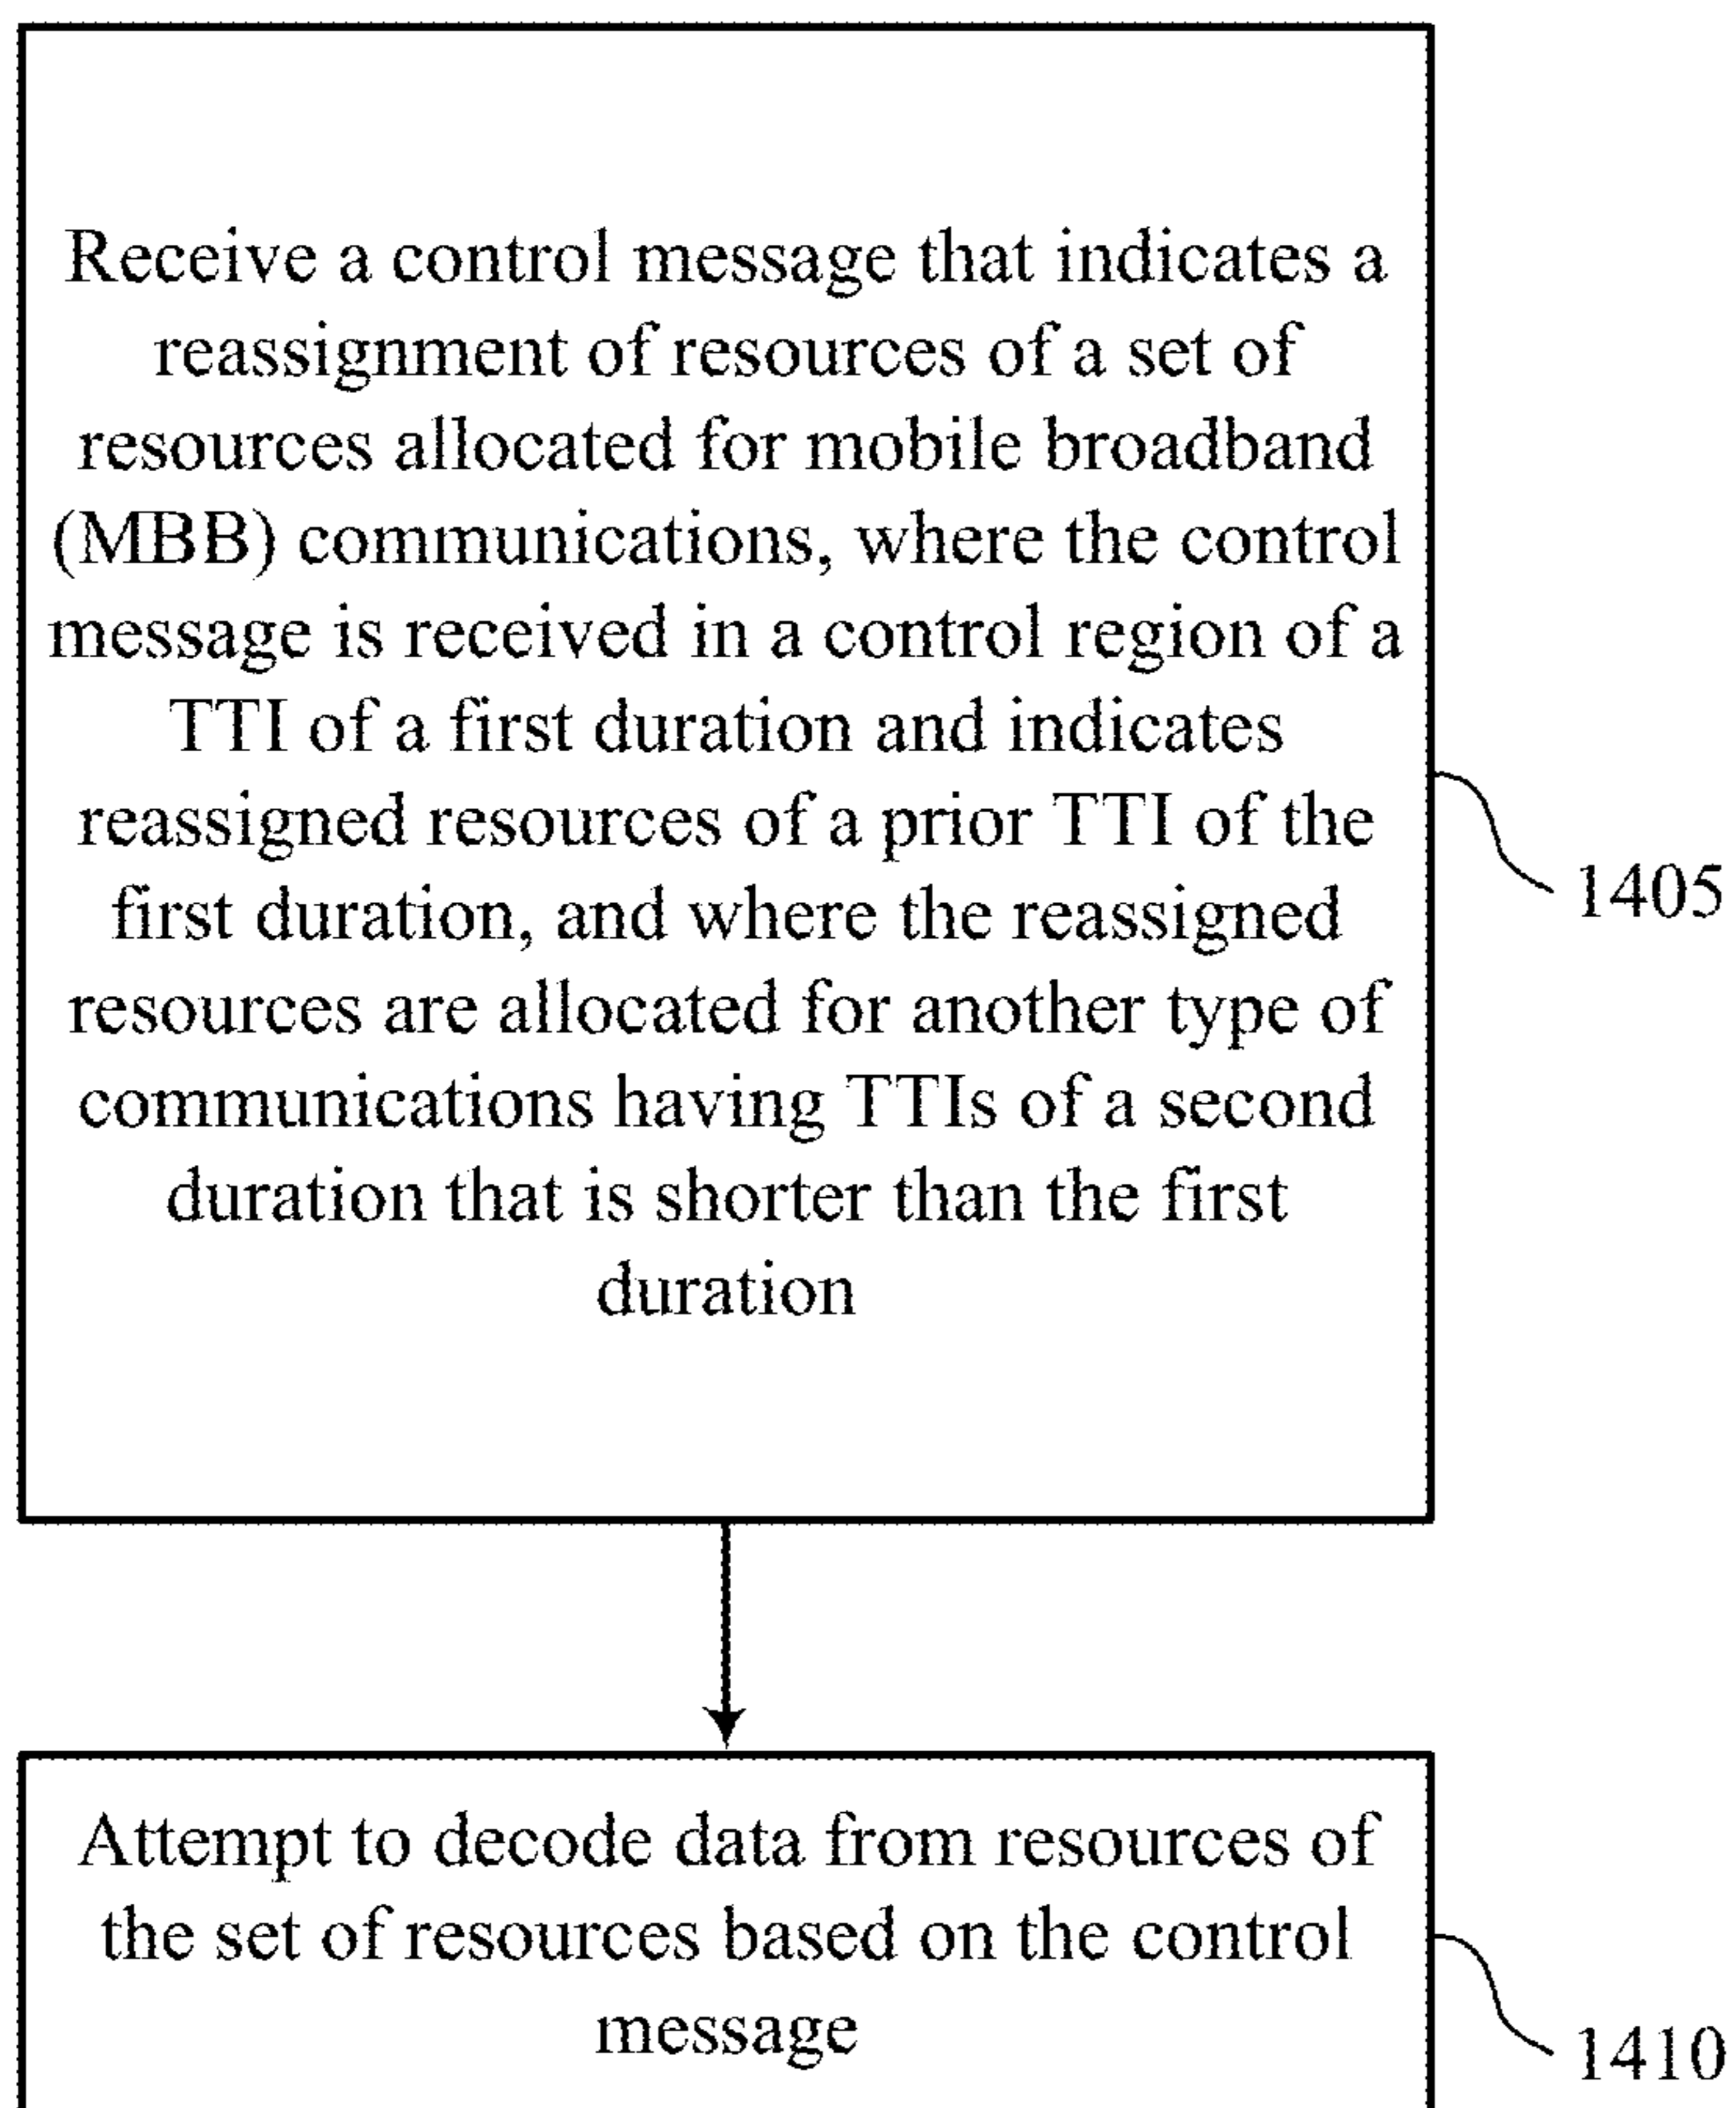 Receive a control message that indicates a
reassignment of resources of a set of
resources allocated for mobile broadband
(MBB) communications, where the control
message is received in a control region of a
TTI of a first duration and indicates
reassigned resources of a prior TTI of the
first duration, and where the reassigned
resources are allocated for another type of
communications having TTIs of a second
duration that is shorter than the first
duration
1405
Attempt to decode data from resources of
the set of resources based on the control
message
1410